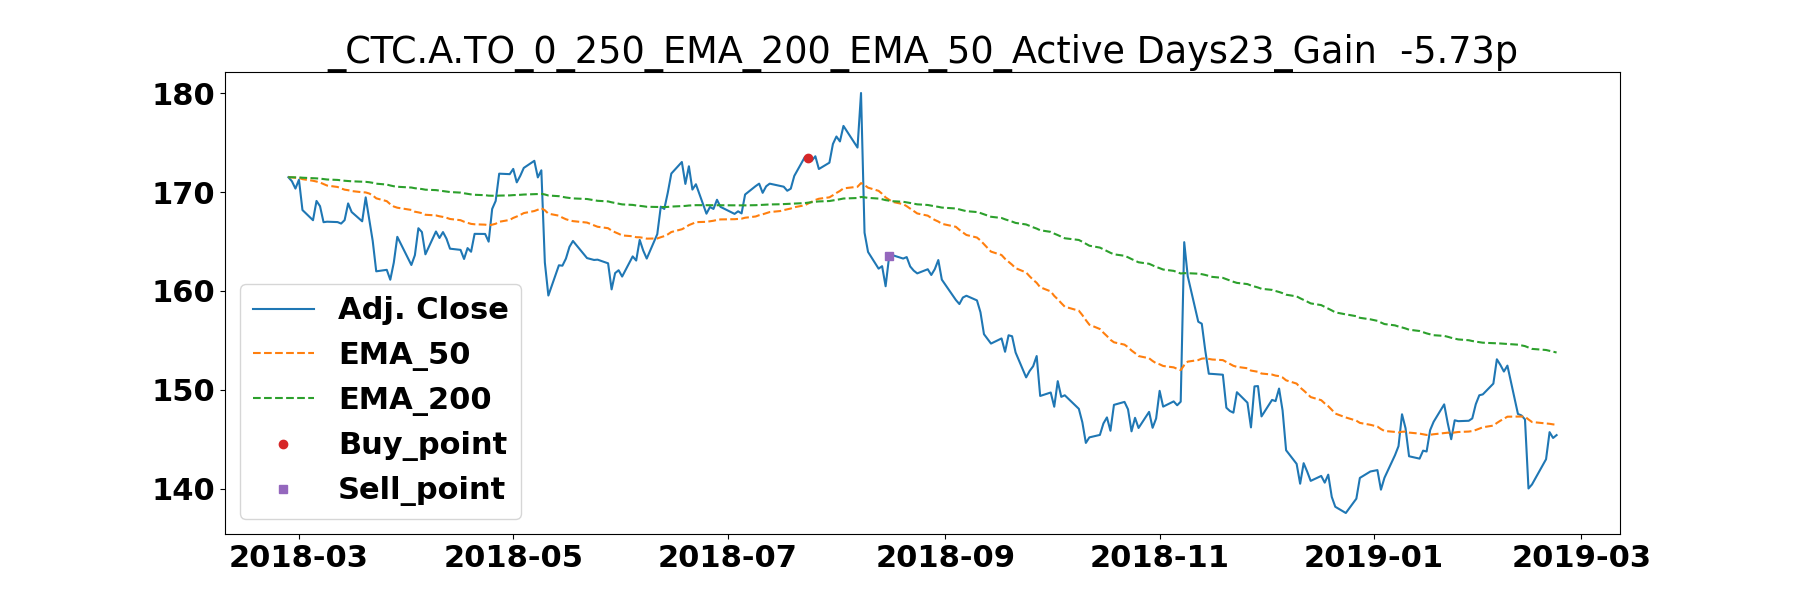 _CTC.A.TO_0_250_EMA_200_EMA_50_Active Days23_Gain  -5.73p
180
170
160
150
140
Adj. Close
EMA_50
EMA_200
Buy_point
Sell_point
2018-03 2018-05 2018-07 2018-09 2018-11 2019-01 2019-03